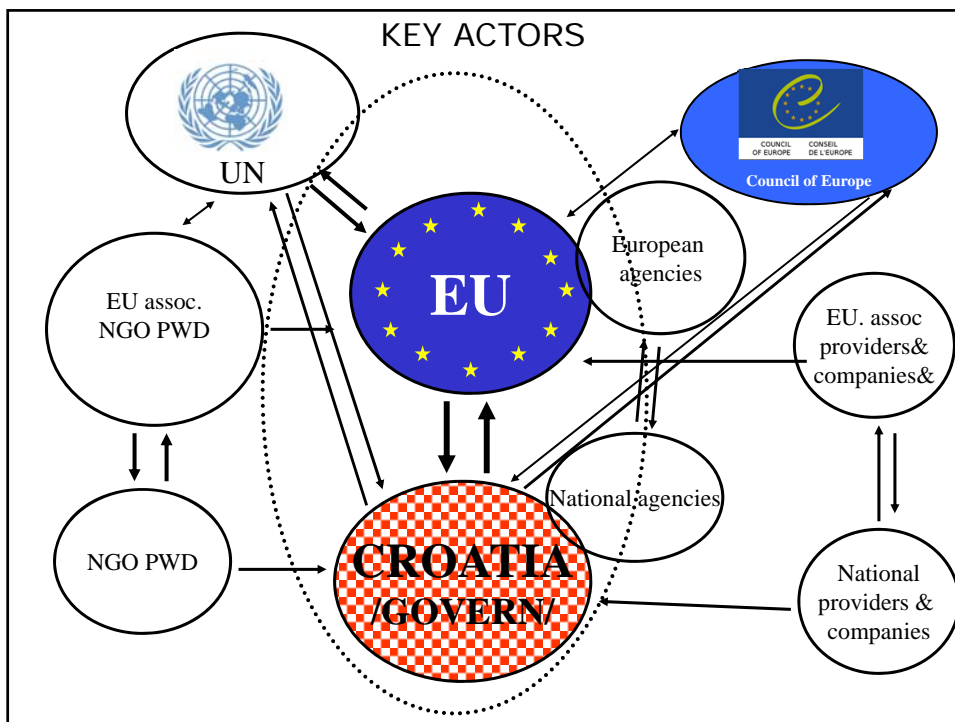 KEY ACTORS
UN
COUNCIL OF EUROPE
CONSEIL DE L'EUROPE
Council of Europe
European
agencies
EU
EU assoc.
NGO PWD
EU. assoc
providers&
companies&
National agencies
NGO PWD
CROATIA
/GOVERN/
National
providers &
companies